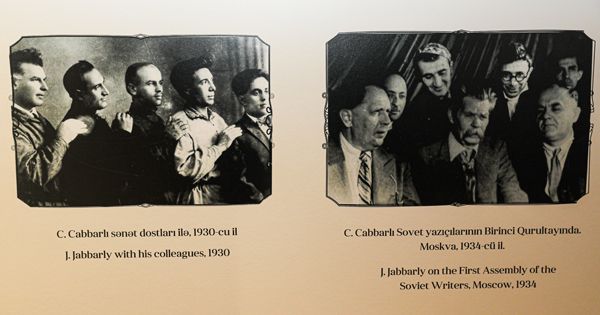 C. Cabbarlı sənət dostları ilə, 1930-cu il
J. Jabbarly with his colleagues, 1930
C. Cabbarlı Sovet yazıçılarının Birinci Qurultayında.
Moskva, 1934-cü il.
J. Jabbarly on the First Assembly of the
Soviet Writers, Moscow, 1934